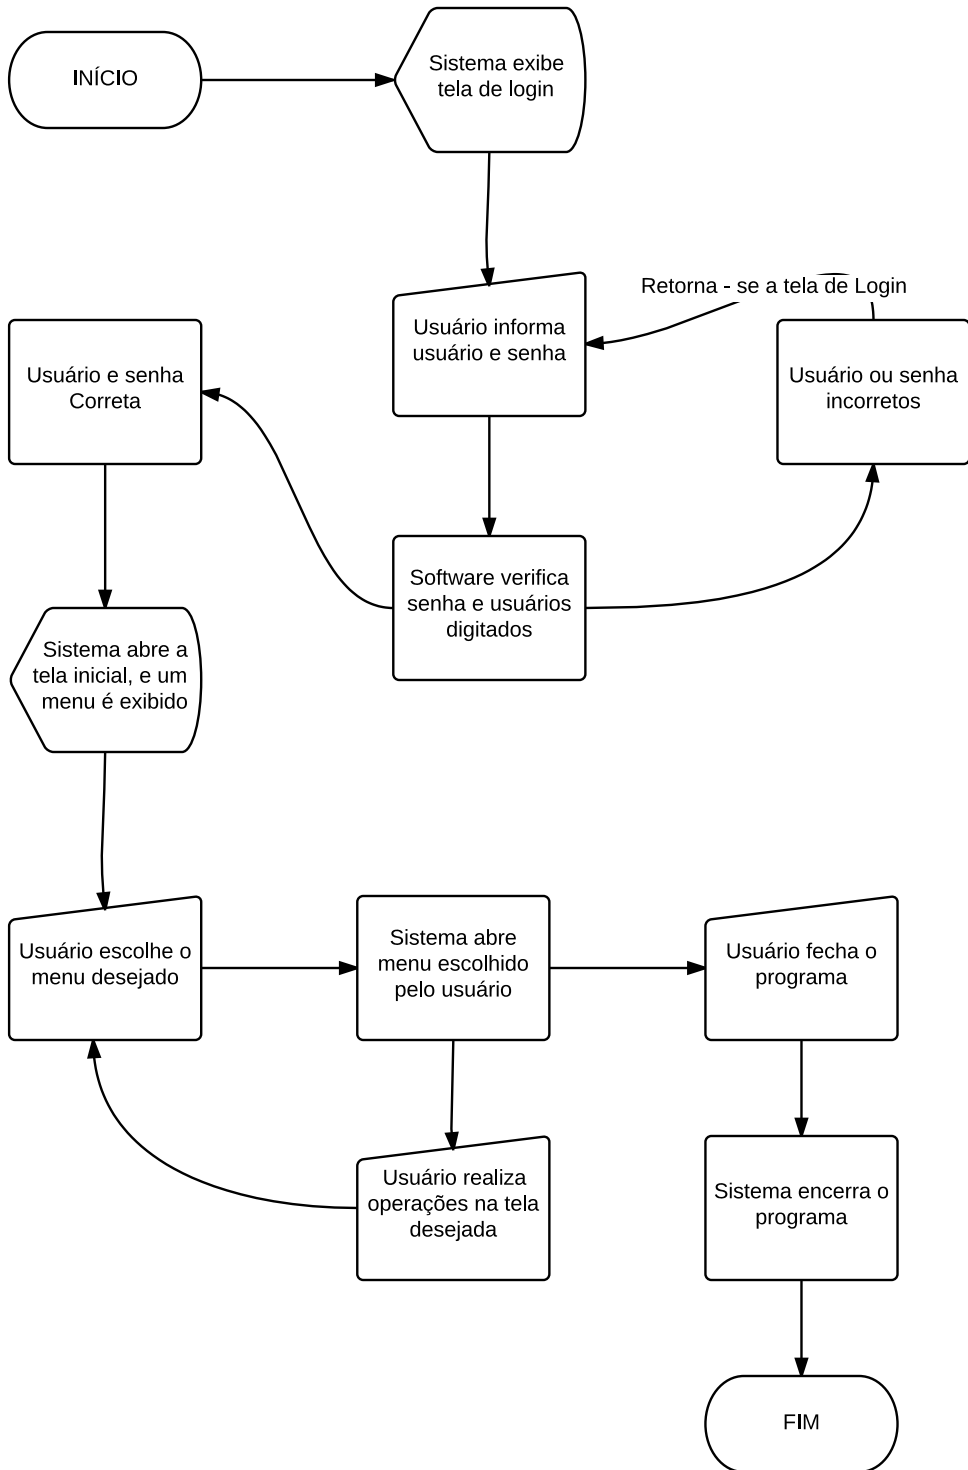 INÍCIO
Sistema exibe
tela de login
Usuário informa
usuário e senha
Retorna - se a tela de Login
Usuário ou senha
incorretos
Usuário e senha
Correta
Software verifica
senha e usuários
digitados
Sistema abre a
tela inicial, e um
menu é exibido
Usuário escolhe o
menu desejado
Sistema abre
menu escolhido
pelo usuário
Usuário fecha o
programa
Usuário realiza
operações na tela
desejada
Sistema encerra o
programa
FIM